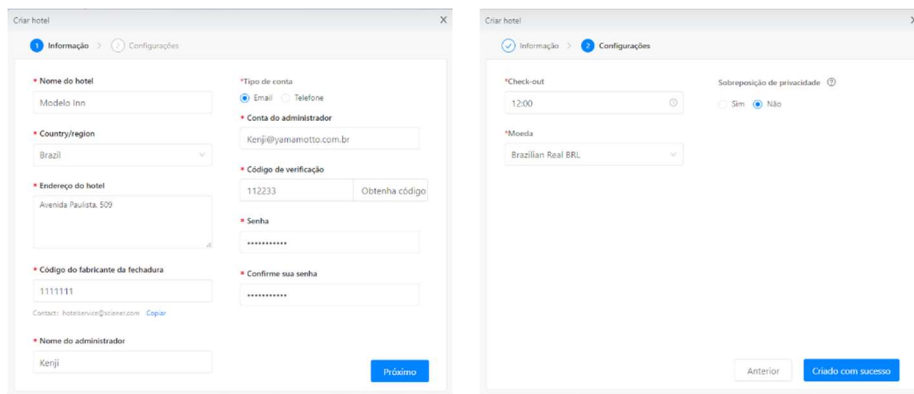 Criar hotel X
1 Informação > 2 Configurações
* Nome do hotel
Modelo Inn
* Country/region
Brazil
* Endereço do hotel
Avenida Paulista. 509
* Código do fabricante da fechadura
1111111
Contact: hotelservice@sciener.com Copiar
* Nome do administrador
Kenji
*Tipo de conta
Email Telefone
* Conta do administrador
Kenji@yamamotto.com.br
* Código de verificação
112233 Obtenha código
* Senha
•••••••••••
* Confirme sua senha
•••••••••••
Próximo
Criar hotel
Informação > 2 Configurações
*Check-out
12:00
*Moeda
Brazilian Real BRL
Sobreposição de privacidade ?
Sim Não
Anterior Criado com sucesso